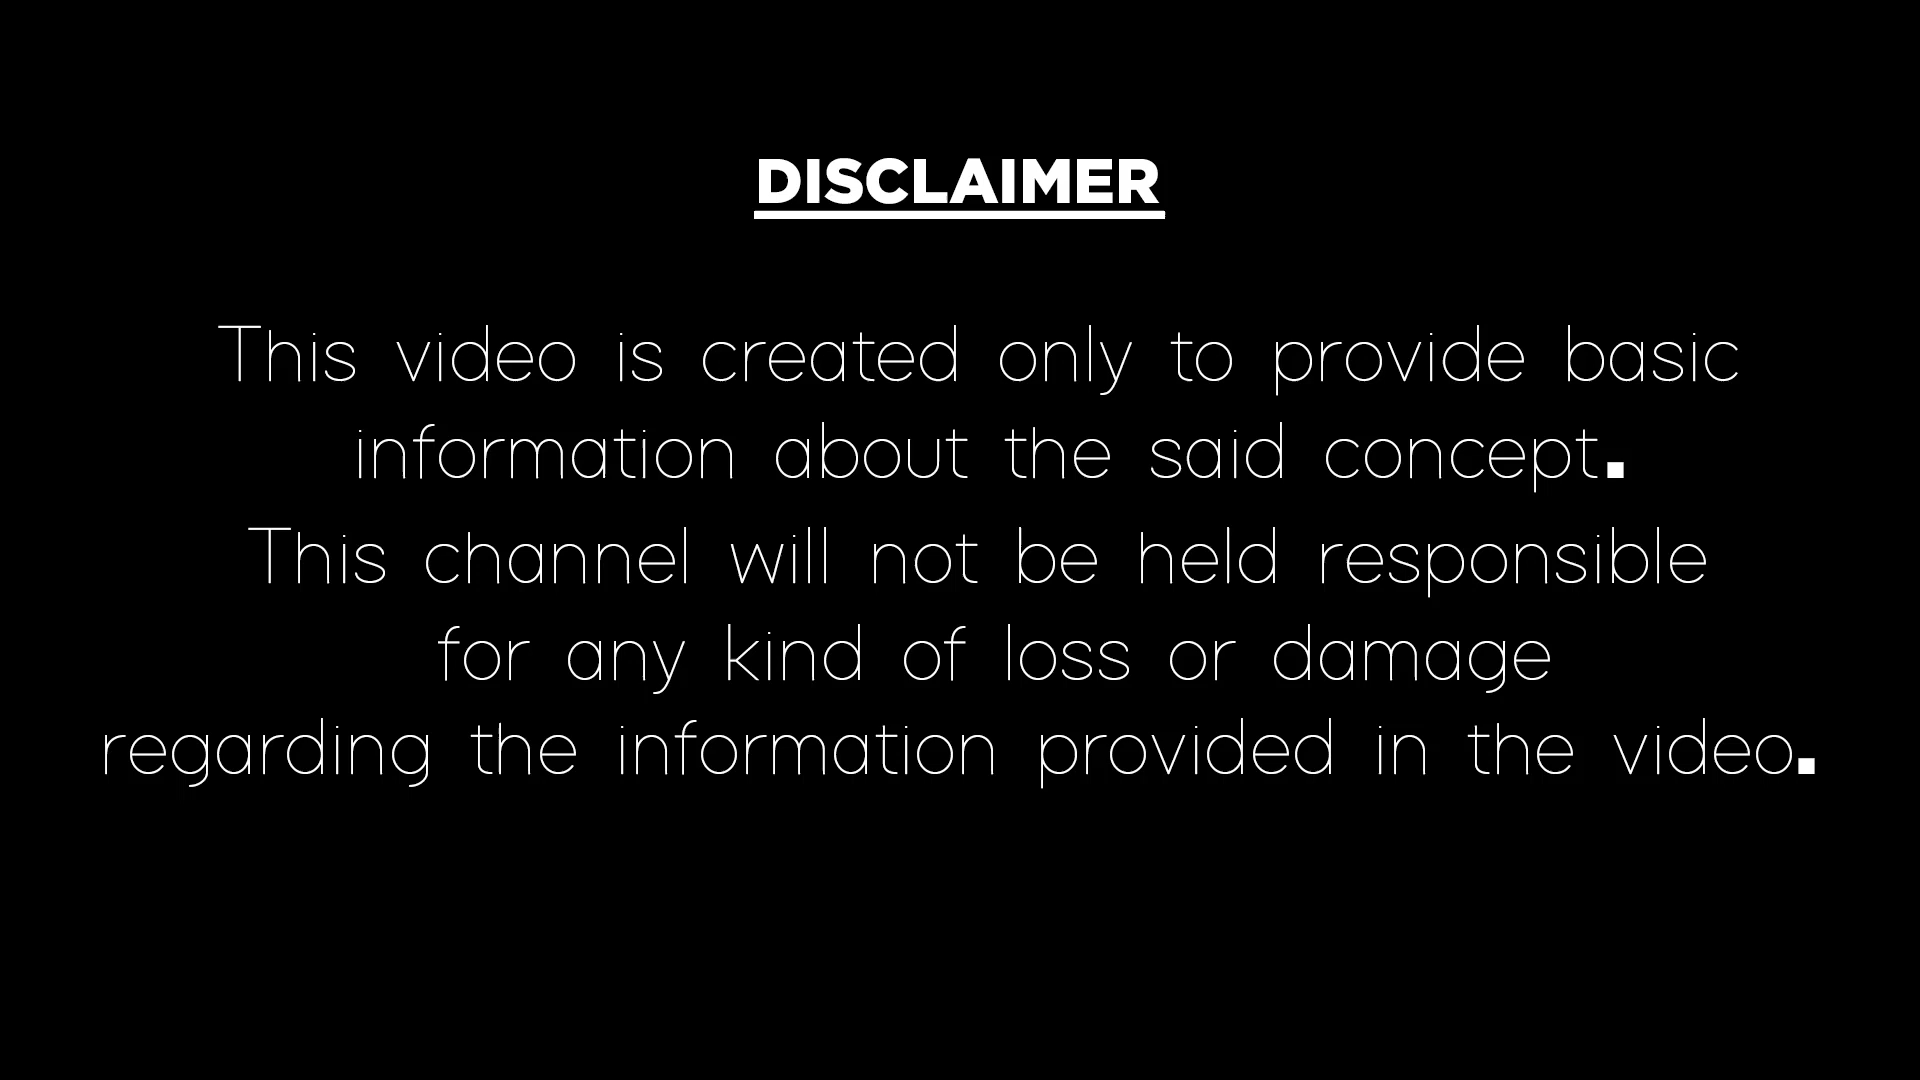 DISCLAIMER
This video is created only to provide basic
information about the said concept.
This channel will not be held responsible
for any kind of loss or damage
regarding the information provided in the video.